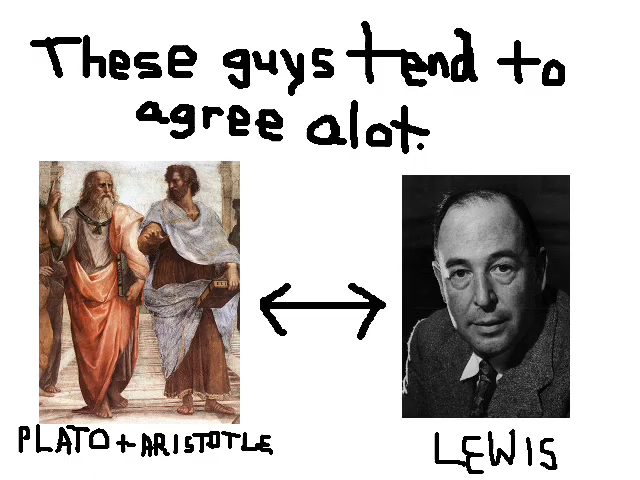 These guys tend to
agree alot.
PLATO + ARISTOTLE
LEWIS